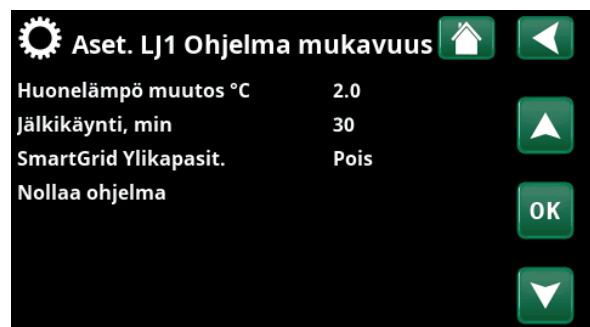 Aset. LJ1 Ohjelma mukavuus
Huonelämpö muutos °C 2.0
Jälkikäynti, min 30
SmartGrid Ylikapasit. Pois
Nollaa ohjelma
OK